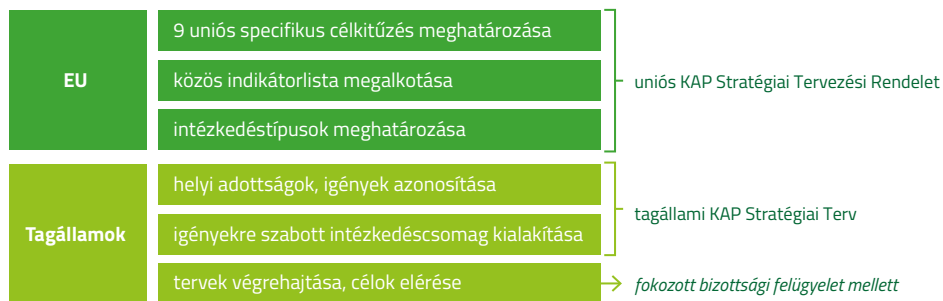 EU
9 uniós specifikus célkitűzés meghatározása
közös indikátorlista megalkotása
intézkedéstípusok meghatározása
uniós KAP Stratégiai Tervezési Rendelet
Tagállamok
helyi adottságok, igények azonosítása
igényekre szabott intézkedéscsomag kialakítása
tervek végrehajtása, célok elérése
tagállami KAP Stratégiai Terv
fokozott bizottsági felügyelet mellett